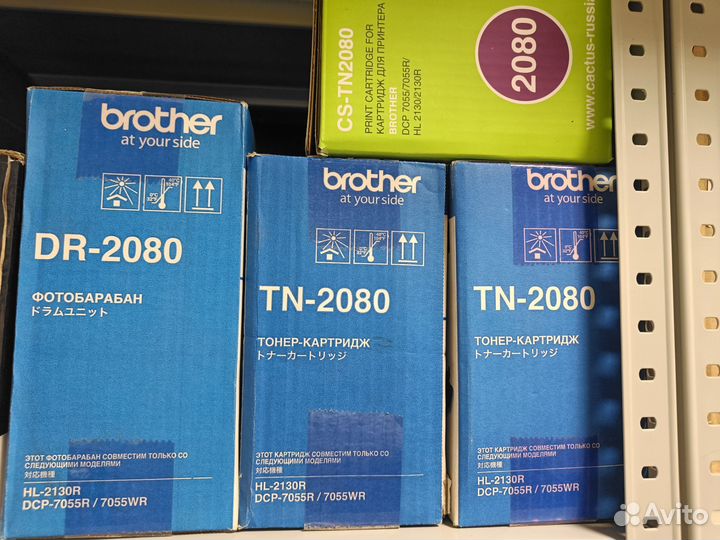 brother
at your side
0°C
32°F
40°C
104°F
DR-2080
ФОТОБАРАБАН
ドラムユニット
ЭТОТ ФОТОБАРАБАН СОВМЕСТИМ ТОЛЬКО СО
СЛЕДУЮЩИМИ МОДЕЛЯМИ
対応機種
HL-2130R
DCP-7055R / 7055WR
brother
at your side
TN-2080
ТОНЕР-КАРТРИДЖ
トナーカートリッジ
ЭТОТ КАРТРИДЖ СОВМЕСТИМ ТОЛЬКО СО
СЛЕДУЮЩИМИ МОДЕЛЯМИ
対応機種
HL-2130R
DCP-7055R / 7055WR
CS-TN2080
PRINT CARTRIDGE FOR
КАРТРИДЖ ДЛЯ ПРИНТЕРА
BROTHER
DCP 7055/7055R/
HL 2130/2130R
2080
www.cactus-russia
brother
at your side
TN-2080
ТОНЕР-КАРТРИДЖ
トナーカートリッジ
ЭТОТ КАРТРИДЖ СОВМЕСТИМ ТОЛЬКО СО
СЛЕДУЮЩИМИ МОДЕЛЯМИ
対応機種
HL-2130R
DCP-7055R / 7055WR
Avito